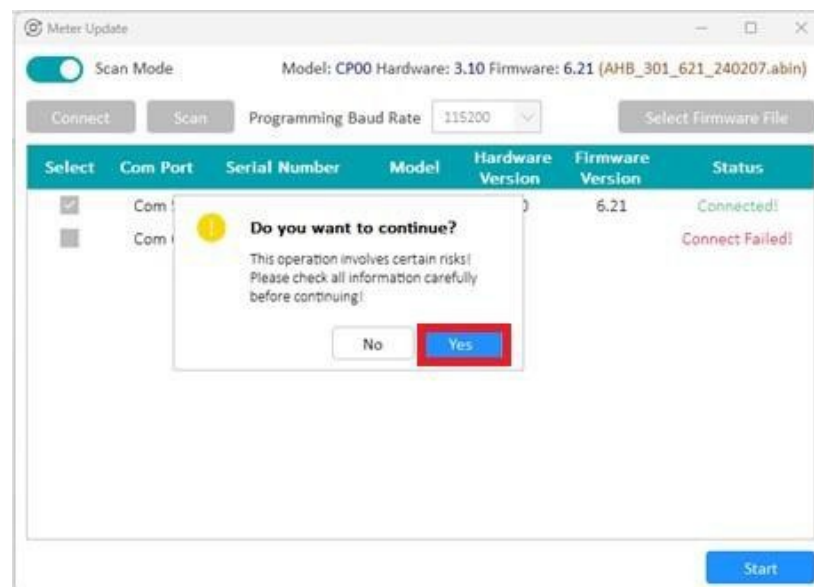 Meter Update
Scan Mode Model: CP00 Hardware: 3.10 Firmware: 6.21 (AHB_301_621_240207.abin)
Connect Scan Programming Baud Rate 115200 Select Firmware File
Select Com Port Serial Number Model Hardware Version Firmware Version Status
Com 6.21 Connected!
Com Connect Failed!
Do you want to continue?
This operation involves certain risks!
Please check all information carefully
before continuing!
No Yes
Start